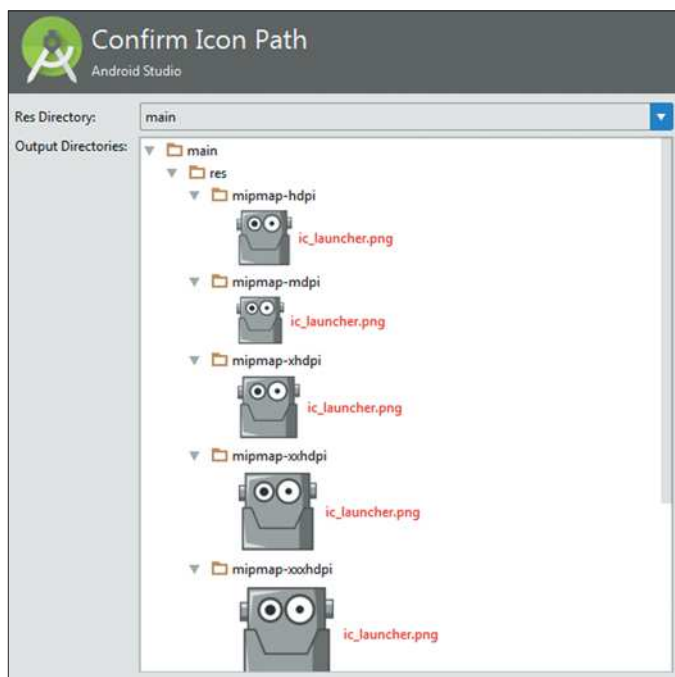 Confirm Icon Path
Android Studio
Res Directory:
main
Output Directories:
main
res
mipmap-hdpi
ic_launcher.png
mipmap-mdpi
ic_launcher.png
mipmap-xhdpi
ic_launcher.png
mipmap-xxhdpi
ic_launcher.png
mipmap-xxxhdpi
ic_launcher.png